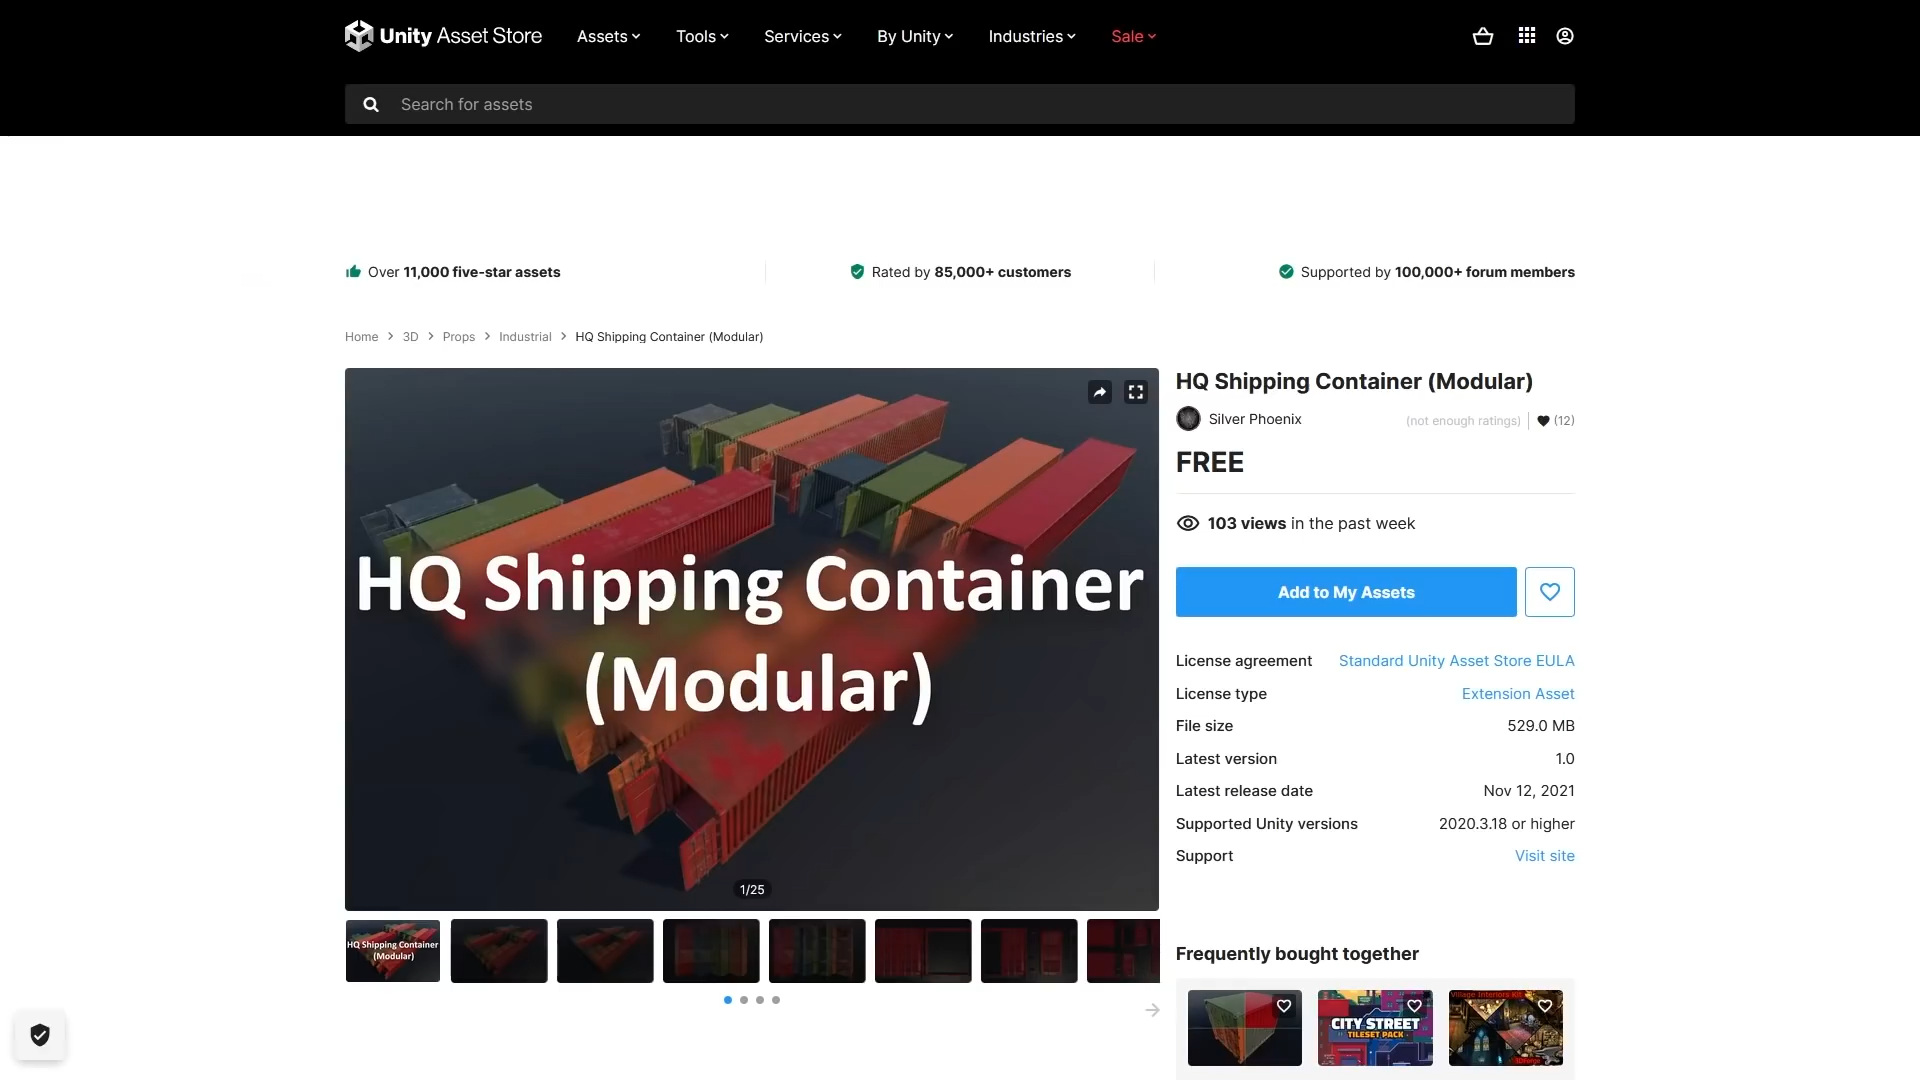 Unity Asset Store
Assets
Tools
Services
By Unity
Industries
Sale
Search for assets
Over 11,000 five-star assets
Rated by 85,000+ customers
Supported by 100,000+ forum members
Home
3D
Props
Industrial
HQ Shipping Container (Modular)
HQ Shipping Container
(Modular)
1/25
HQ Shipping Container
(Modular)
HQ Shipping Container (Modular)
Silver Phoenix
(not enough ratings)
(12)
FREE
103 views in the past week
Add to My Assets
License agreement
Standard Unity Asset Store EULA
License type
Extension Asset
File size
529.0 MB
Latest version
1.0
Latest release date
Nov 12, 2021
Supported Unity versions
2020.3.18 or higher
Support
Visit site
Frequently bought together
CITY STREET
TILESET PACK
Village Interiors Kit
3DForge